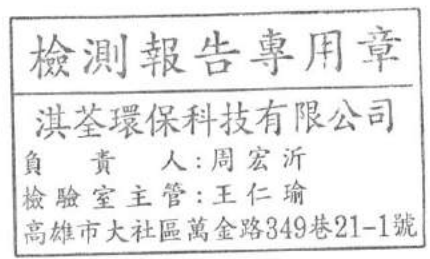 檢測報告專用章
淇荃環保科技有限公司
負責人:周宏沂
檢驗室主管:王仁瑜
高雄市大社區萬金路349巷21-1號